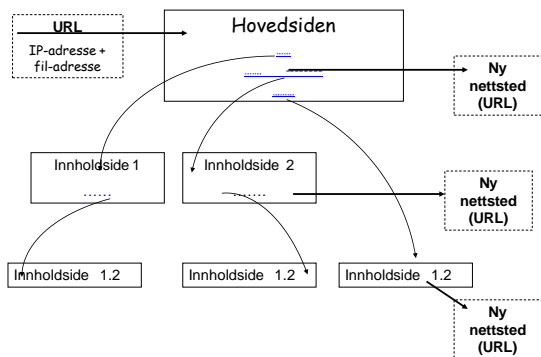 URL
IP-adresse +
fil-adresse
Hovedsiden
Ny
nettsted
(URL)
Innholdside 1
Innholdside 2
Ny
nettsted
(URL)
Innholdside 1.2
Innholdside 1.2
Innholdside 1.2
Ny
nettsted
(URL)